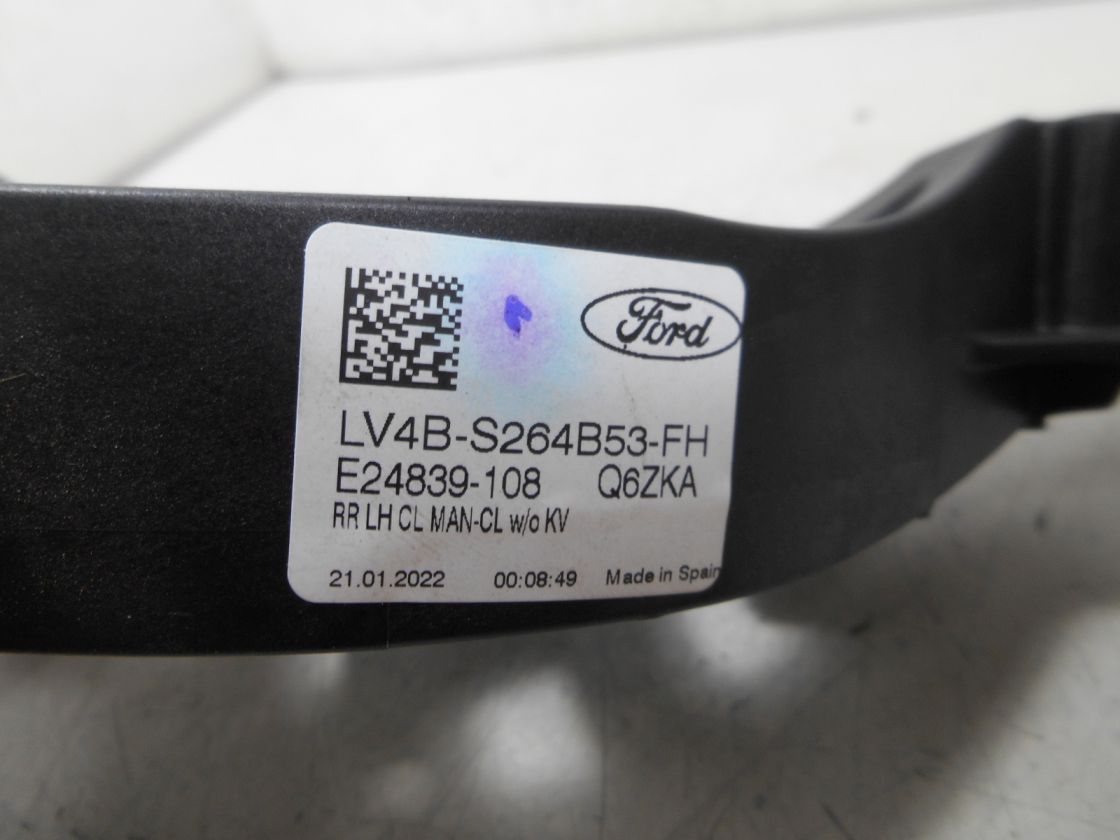 Ford
LV4B-S264B53-FH
E24839-108 Q6ZKA
RR LH CL MAN-CL w/o KV
21.01.2022 00:08:49 Made in Spain